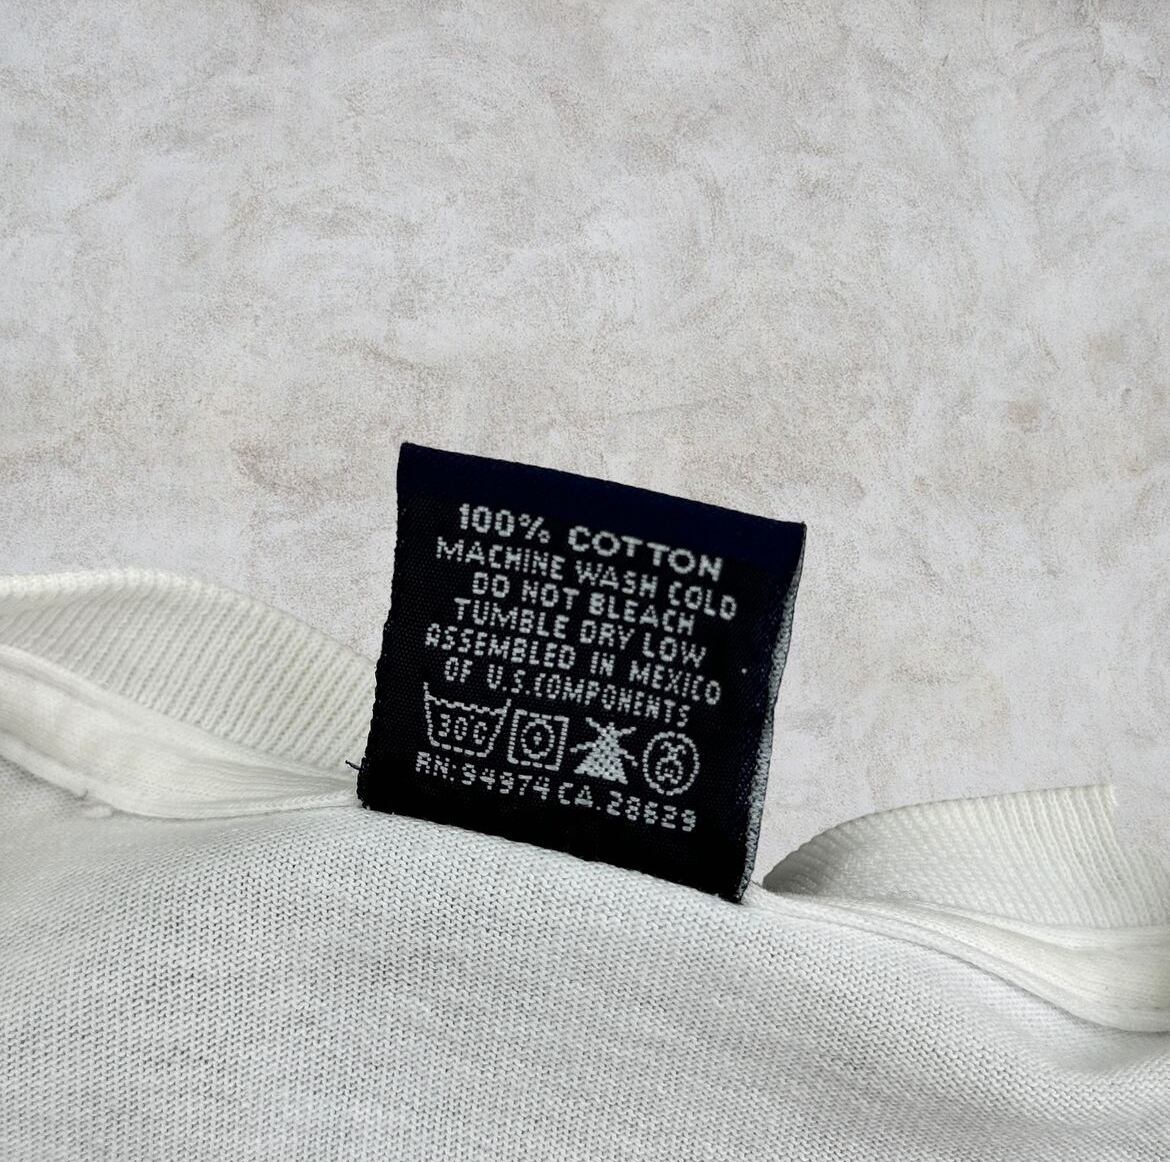 100% COTTON
MACHINE WASH COLD
DO NOT BLEACH
TUMBLE DRY LOW
ASSEMBLED IN MEXICO
OF U.S.COMPONENTS
30C
RN:94974 CA.28629